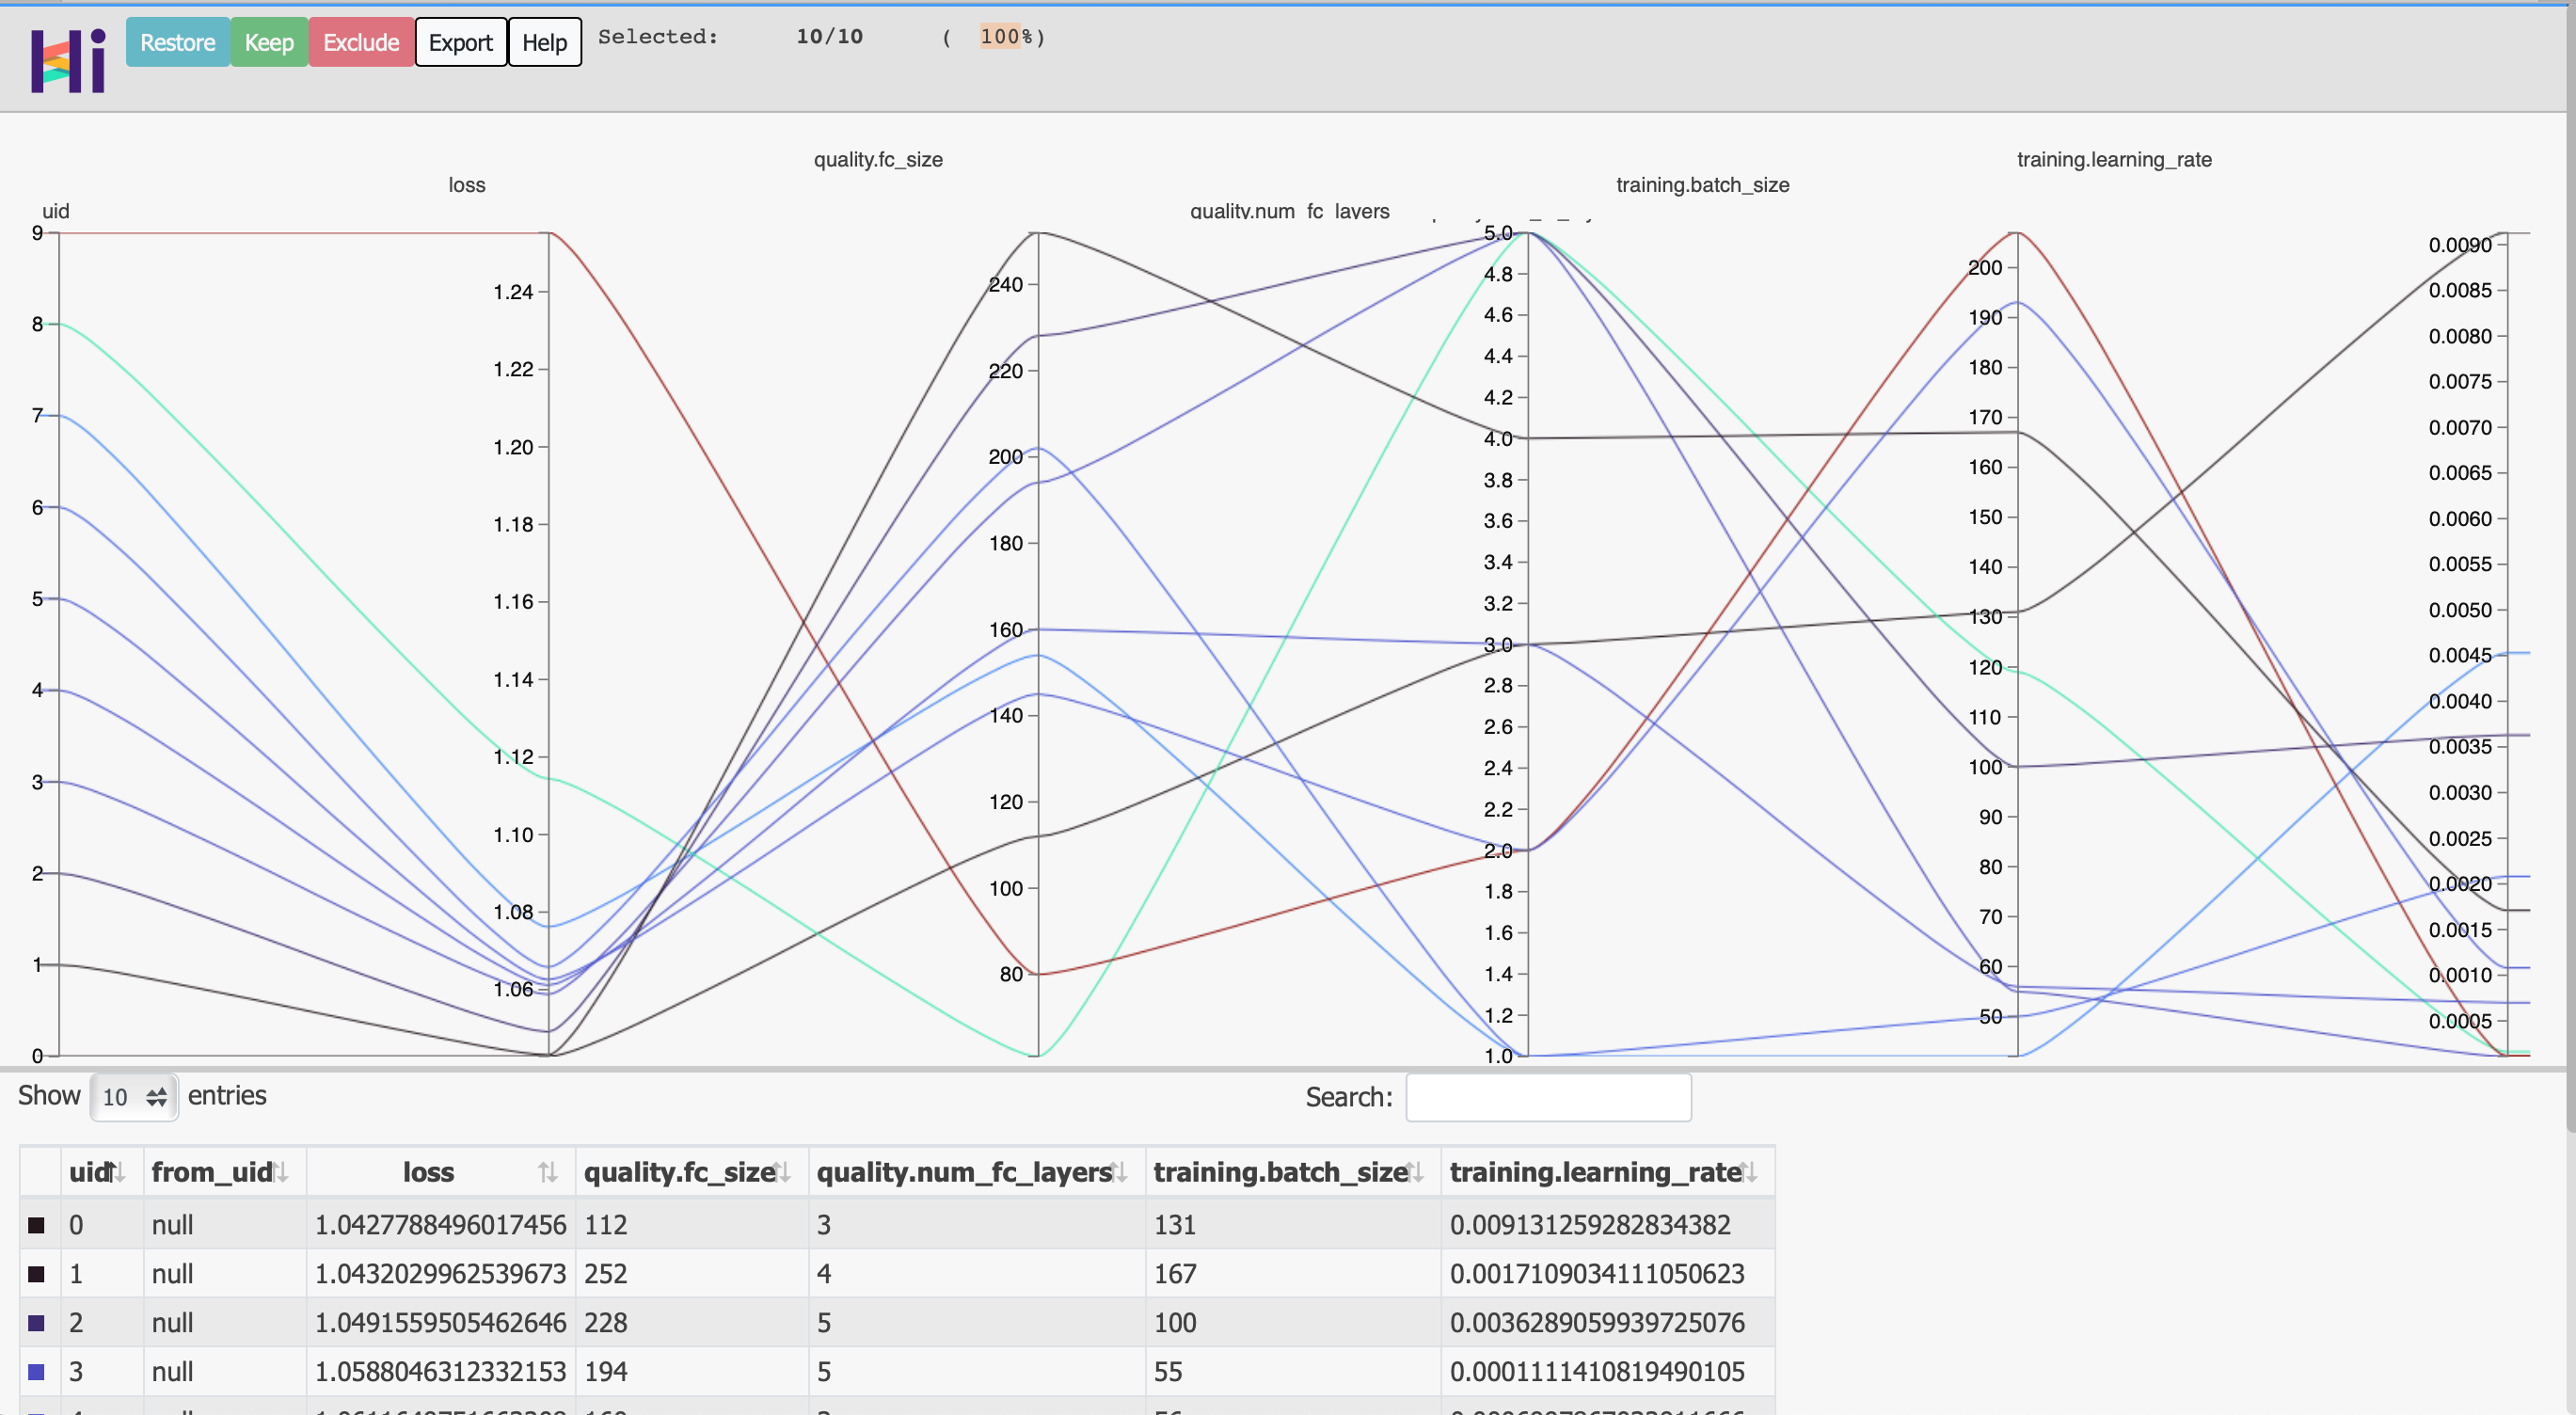 Hi Restore Keep Exclude Export Help Selected: 10/10 ( 100%)
quality.fc_size training.learning_rate
loss training.batch_size
uid quality.num_fc_layers
9 8 7 6 5 4 3 2 1 0
1.24 1.22 1.20 1.18 1.16 1.14 1.12 1.10 1.08 1.06
240 220 200 180 160 140 120 100 80
5.0 4.8 4.6 4.4 4.2 4.0 3.8 3.6 3.4 3.2 3.0 2.8 2.6 2.4 2.2 2.0 1.8 1.6 1.4 1.2 1.0
200 190 180 170 160 150 140 130 120 110 100 90 80 70 60 50
0.0090 0.0085 0.0080 0.0075 0.0070 0.0065 0.0060 0.0055 0.0050 0.0045 0.0040 0.0035 0.0030 0.0025 0.0020 0.0015 0.0010 0.0005
Show 10 entries Search:
uid from_uid loss quality.fc_size quality.num_fc_layers training.batch_size training.learning_rate
0 null 1.0427788496017456 112 3 131 0.009131259282834382
1 null 1.0432029962539673 252 4 167 0.0017109034111050623
2 null 1.0491559505462646 228 5 100 0.0036289059939725076
3 null 1.0588046312332153 194 5 55 0.0001111410819490105